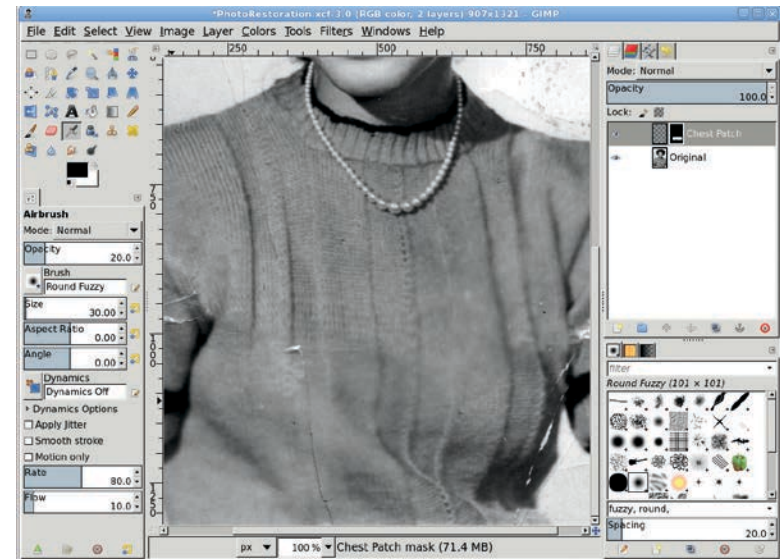 *PhotoRestoration xcf-3.0 (RGB color, 2 layers) 907x1321 – GIMP
File Edit Select View Image Layer Colors Tools Filters Windows Help
250 500 750
Mode: Normal
Opacity
100.0
Lock:
Chest Patch
Original
750
1000
1250
Airbrush
Mode: Normal
Opacity
20.0
Brush
Round Fuzzy
Size
30.00
Aspect Ratio
0.00
Angle
0.00
Dynamics
Dynamics Off
Dynamics Options
Apply Jitter
Smooth stroke
Motion only
Rate
80.0
Flow
10.0
filter
Round Fuzzy (101 × 101)
fuzzy, round,
Spacing
20.0
px 100 % Chest Patch mask (71.4 MB)